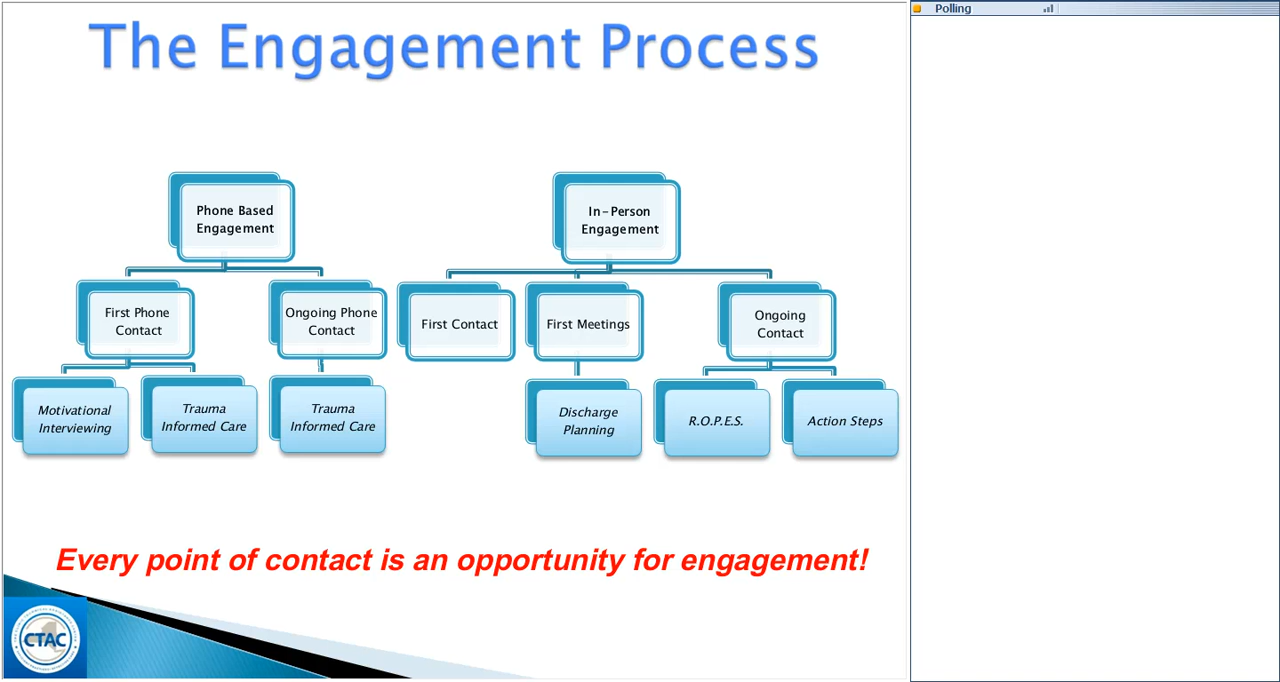 Polling
The Engagement Process
Phone Based
Engagement
In-Person
Engagement
First Phone
Contact
Ongoing Phone
Contact
First Contact
First Meetings
Ongoing
Contact
Motivational
Interviewing
Trauma
Informed Care
Trauma
Informed Care
Discharge
Planning
R.O.P.E.S.
Action Steps
Every point of contact is an opportunity for engagement!
CTAC